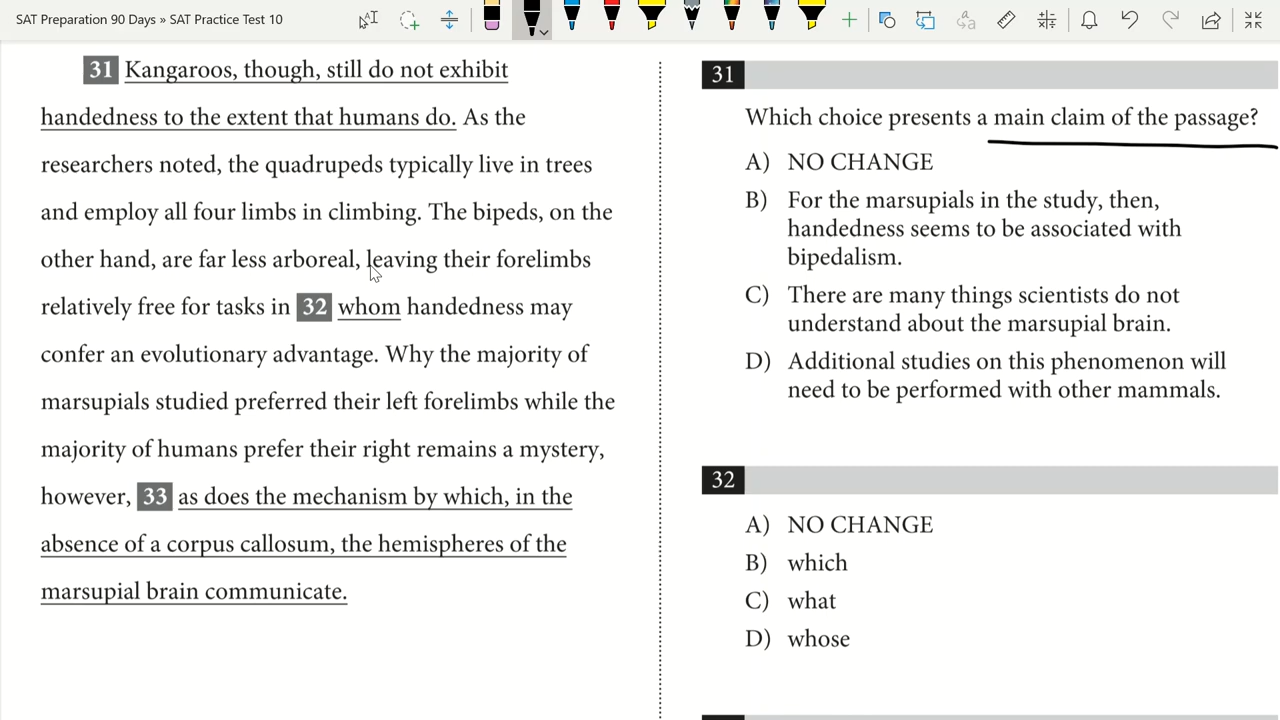 SAT Preparation 90 Days » SAT Practice Test 10
31 Kangaroos, though, still do not exhibit
handedness to the extent that humans do. As the
researchers noted, the quadrupeds typically live in trees
and employ all four limbs in climbing. The bipeds, on the
other hand, are far less arboreal, leaving their forelimbs
relatively free for tasks in 32 whom handedness may
confer an evolutionary advantage. Why the majority of
marsupials studied preferred their left forelimbs while the
majority of humans prefer their right remains a mystery,
however, 33 as does the mechanism by which, in the
absence of a corpus callosum, the hemispheres of the
marsupial brain communicate.
31
Which choice presents a main claim of the passage?
A) NO CHANGE
B) For the marsupials in the study, then,
handedness seems to be associated with
bipedalism.
C) There are many things scientists do not
understand about the marsupial brain.
D) Additional studies on this phenomenon will
need to be performed with other mammals.
32
A) NO CHANGE
B) which
C) what
D) whose